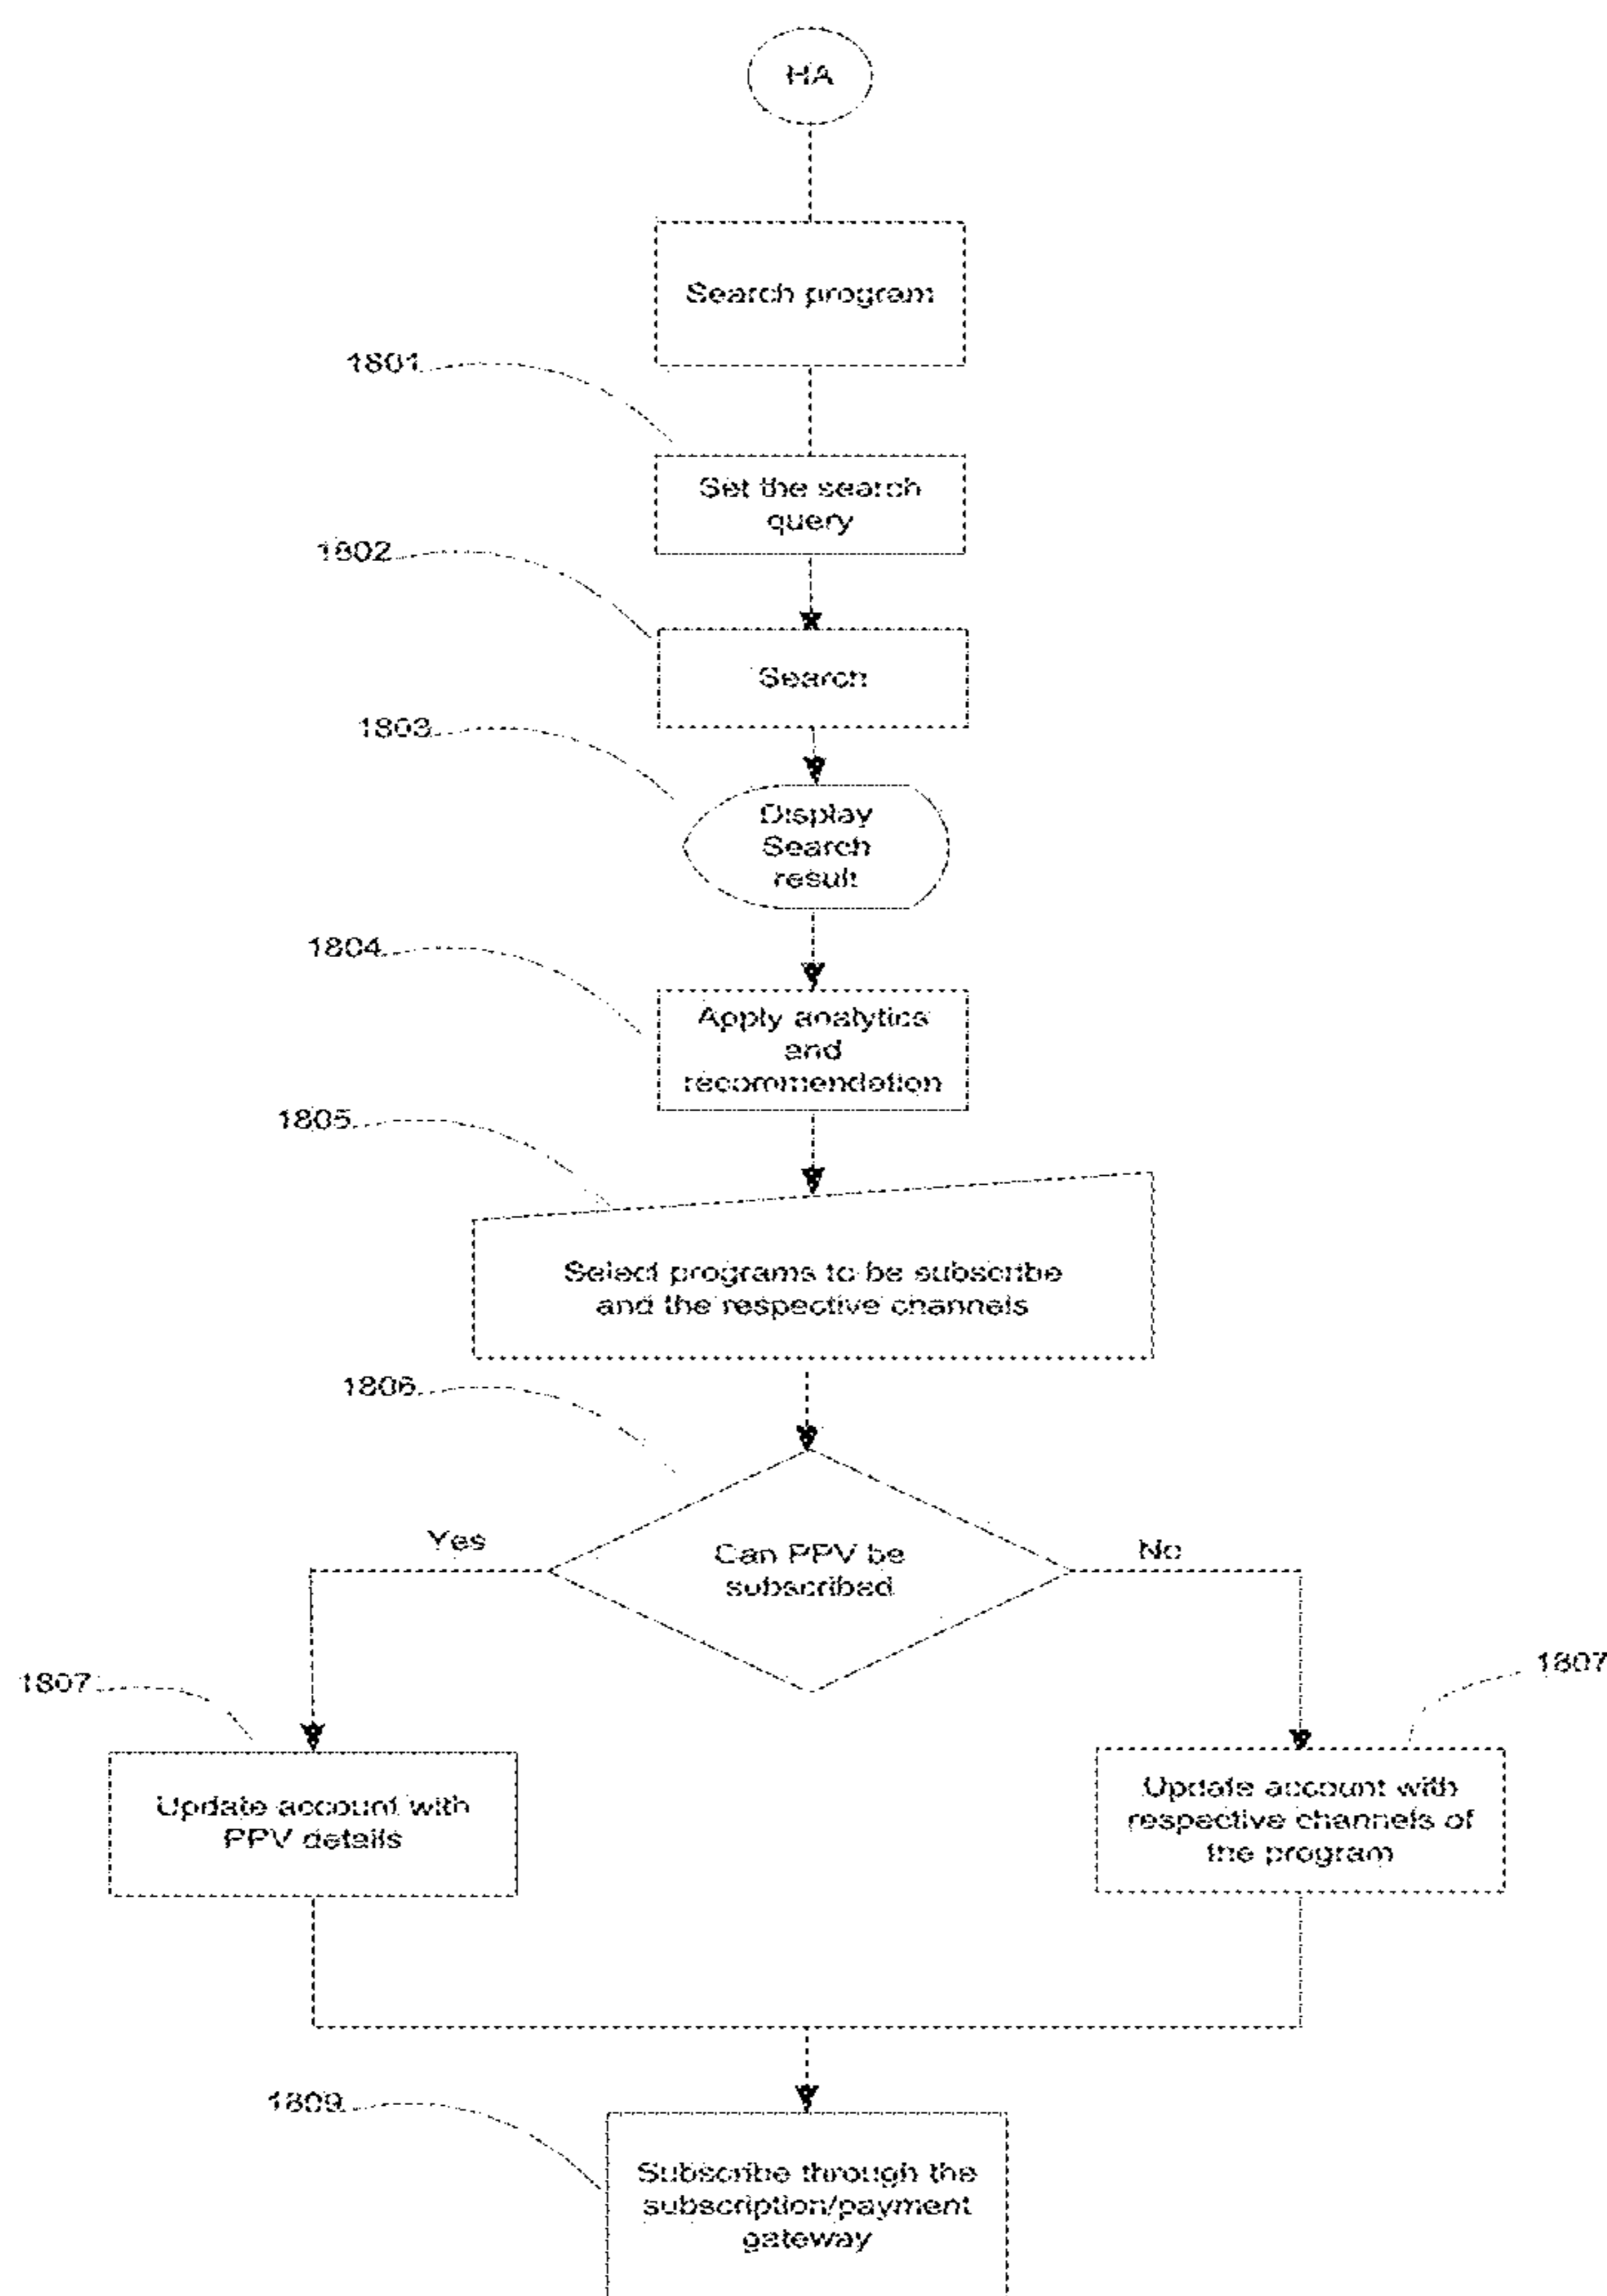 HA
Search program
1801
Set the search
query
1802
Search
1803
Display
Search
result
1804
Apply analytics
and
recommendation
1805
Select programs to be subscribe
and the respective channels
1806
Can PPV be
subscribed
Yes
No
1807
Update account with
PPV details
1807
Update account with
respective channels of
the program
1809
Subscribe through the
subscription/payment
gateway